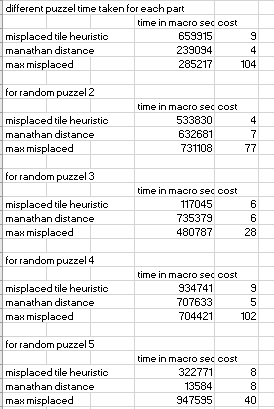 different puzzel time taken for each part
time in macro sec cost
misplaced tile heuristic 659915 9
manathan distance 239094 4
max misplaced 285217 104
for random puzzel 2
time in macro sec cost
misplaced tile heuristic 533830 4
manathan distance 632681 7
max misplaced 731108 77
for random puzzel 3
time in macro sec cost
misplaced tile heuristic 117045 6
manathan distance 735379 6
max misplaced 480787 28
for random puzzel 4
time in macro sec cost
misplaced tile heuristic 934741 9
manathan distance 707633 5
max misplaced 704421 102
for random puzzel 5
time in macro sec cost
misplaced tile heuristic 322771 8
manathan distance 13584 8
max misplaced 947595 40